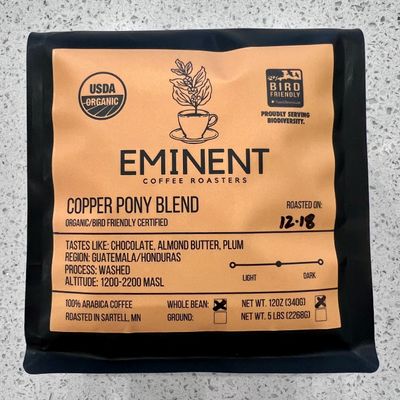 USDA
ORGANIC
BIRD
FRIENDLY
PROUDLY SERVING
BIODIVERSITY.
EMINENT
COFFEE ROASTERS
COPPER PONY BLEND
ORGANIC/BIRD FRIENDLY CERTIFIED
ROASTED ON:
12-18
TASTES LIKE: CHOCOLATE, ALMOND BUTTER, PLUM
REGION: GUATEMALA/HONDURAS
PROCESS: WASHED
ALTITUDE: 1200-2200 MASL
LIGHT DARK
100% ARABICA COFFEE
ROASTED IN SARTELL, MN
WHOLE BEAN:
GROUND:
NET WT. 12OZ (340G)
NET WT. 5 LBS (2268G)